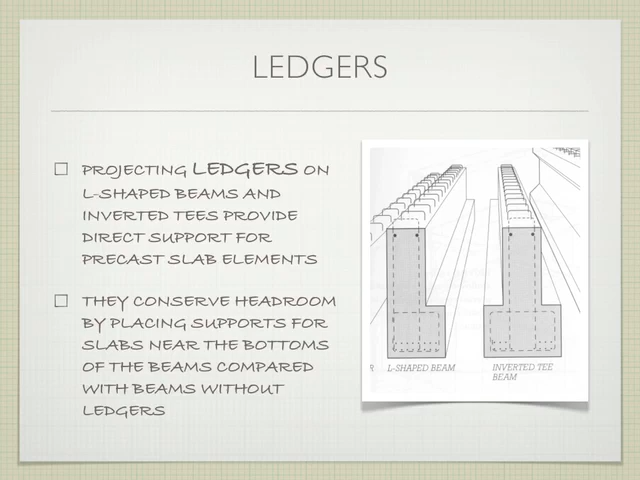 LEDGERS
PROJECTING LEDGERS ON
L-SHAPED BEAMS AND
INVERTED TEES PROVIDE
DIRECT SUPPORT FOR
PRECAST SLAB ELEMENTS
THEY CONSERVE HEADROOM
BY PLACING SUPPORTS FOR
SLABS NEAR THE BOTTOMS
OF THE BEAMS COMPARED
WITH BEAMS WITHOUT
LEDGERS
R L-SHAPED BEAM
INVERTED TEE
BEAM